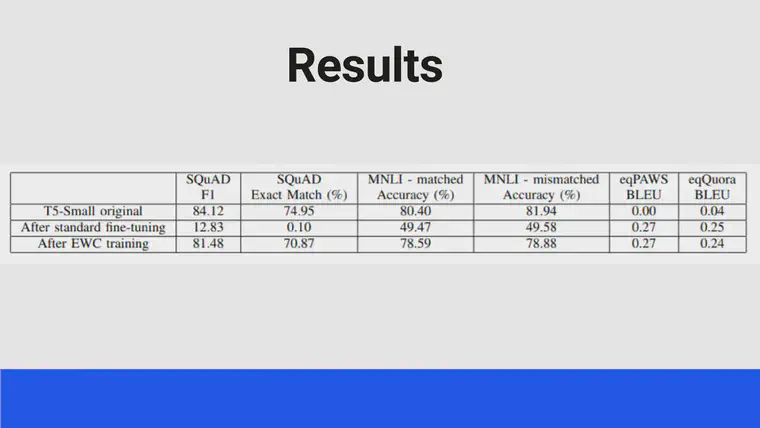 Results
SQuAD F1 SQuAD Exact Match (%) MNLI - matched Accuracy (%) MNLI - mismatched Accuracy (%) eqPAWS BLEU eqQuora BLEU
T5-Small original 84.12 74.95 80.40 81.94 0.00 0.04
After standard fine-tuning 12.83 0.10 49.47 49.58 0.27 0.25
After EWC training 81.48 70.87 78.59 78.88 0.27 0.24